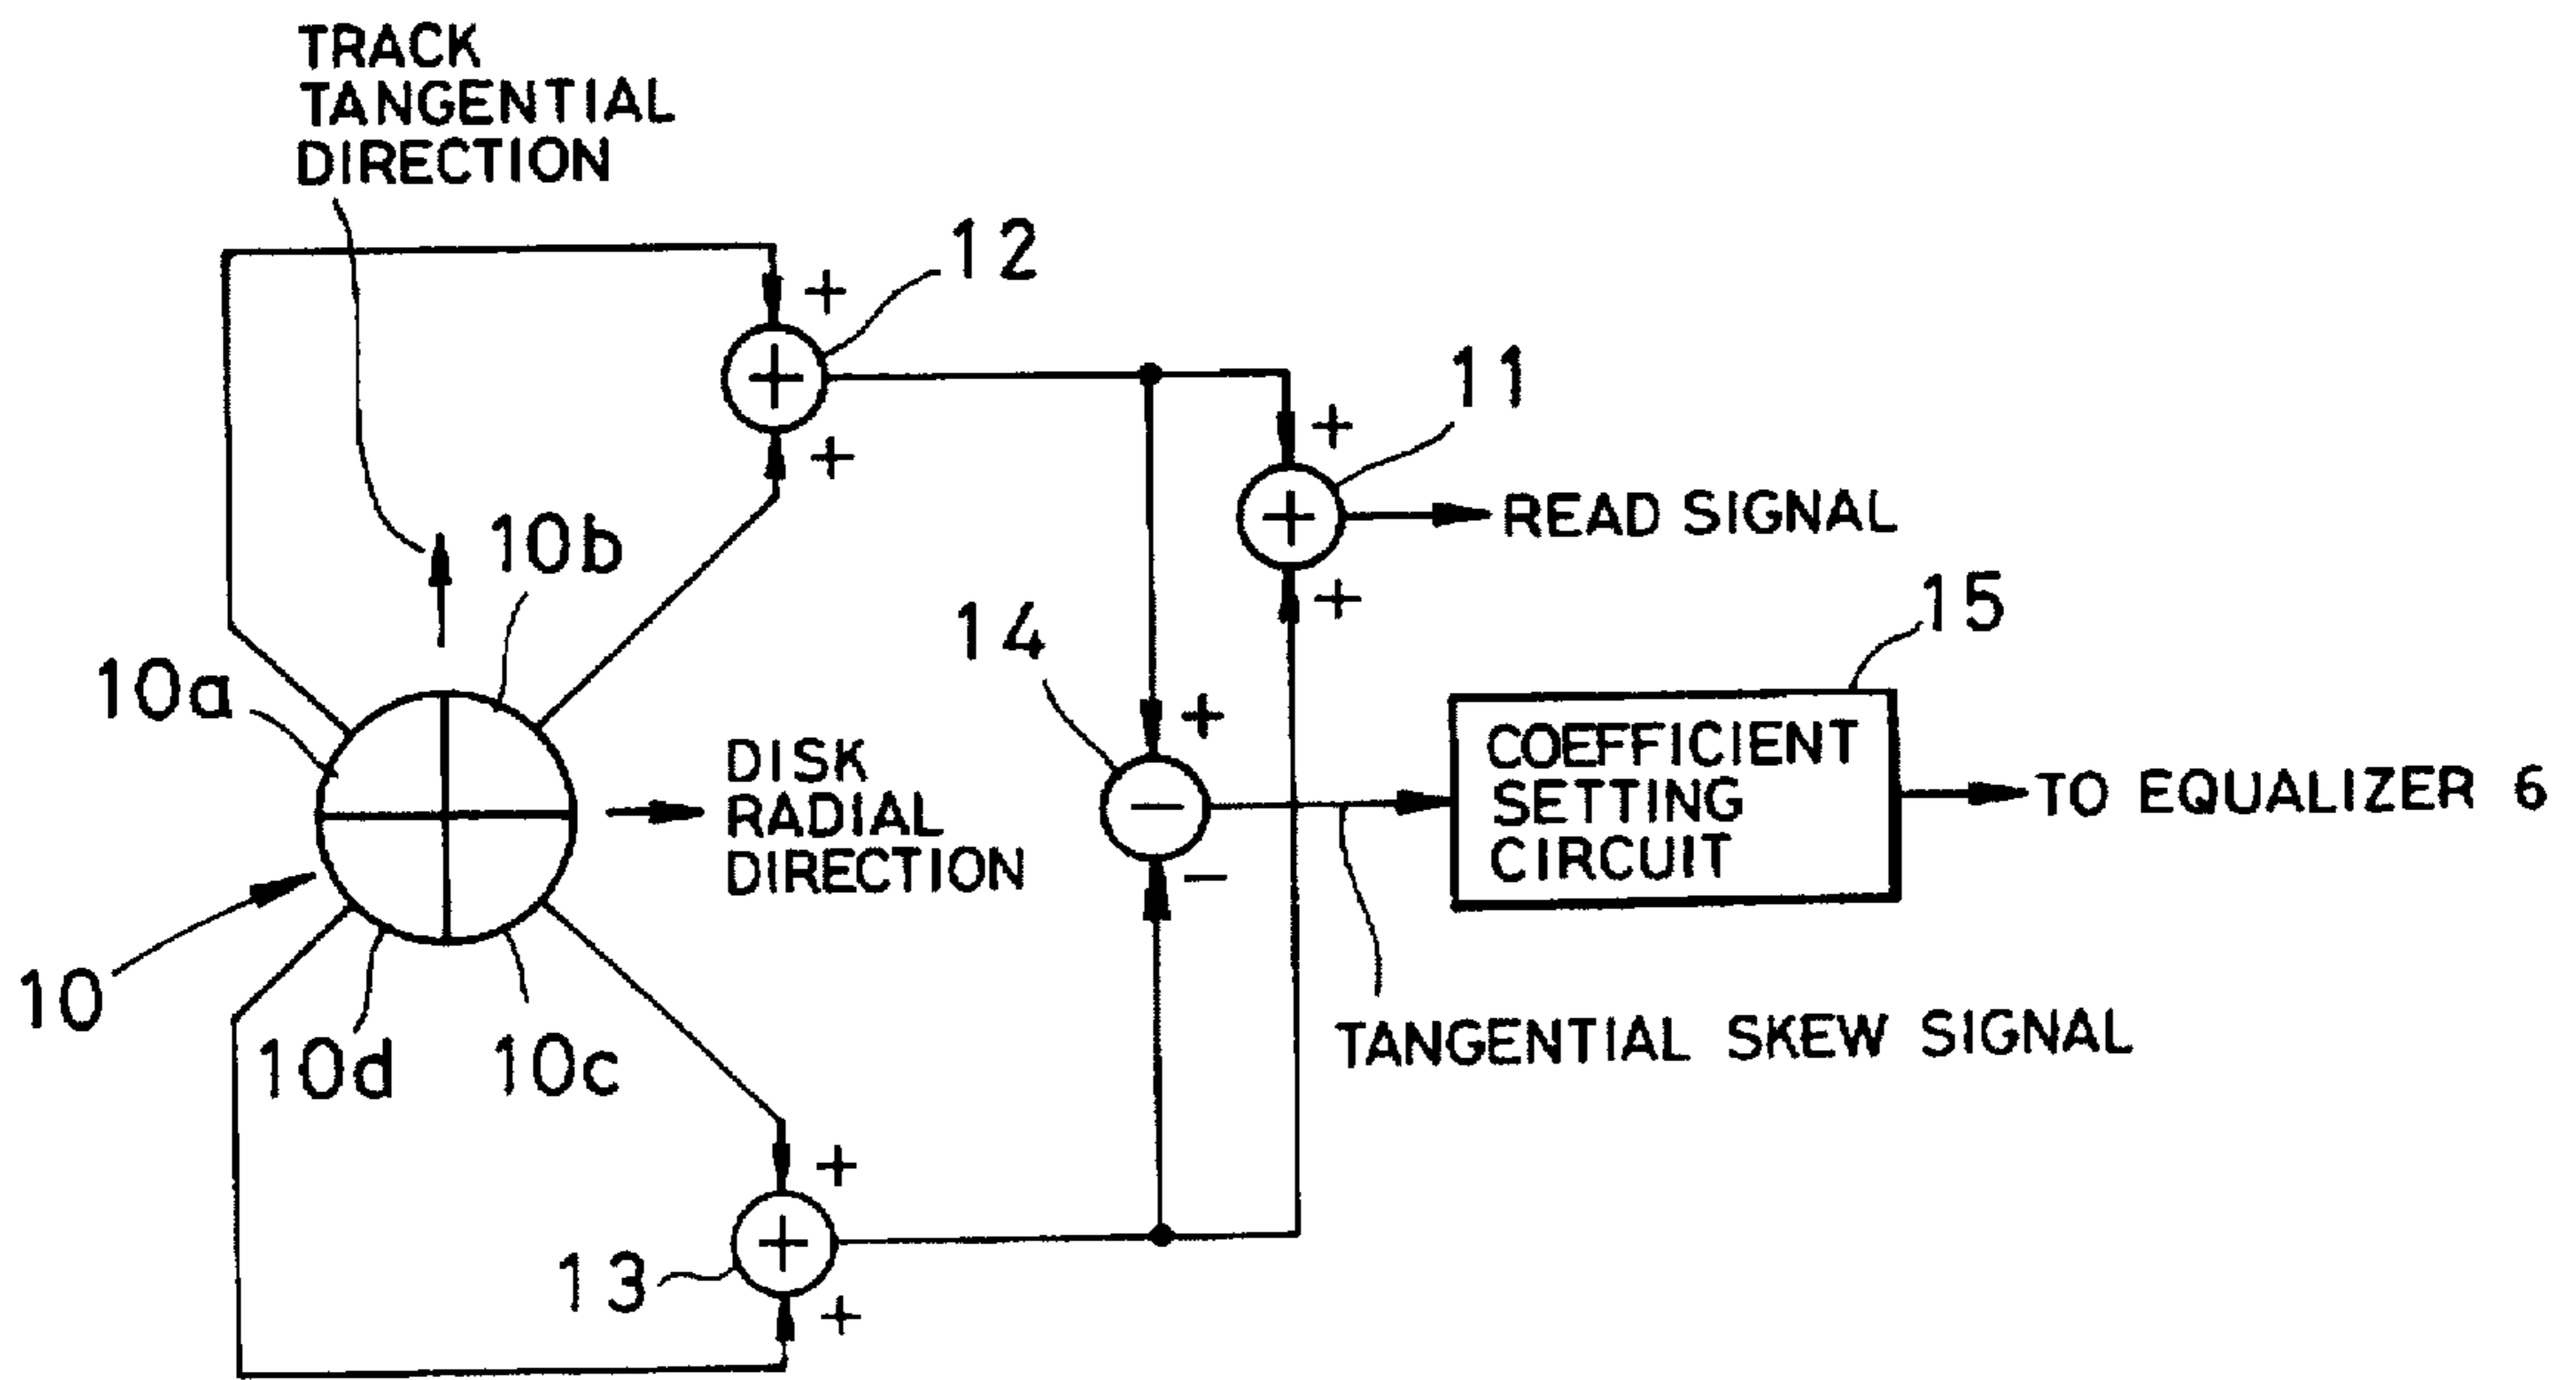 TRACK
TANGENTIAL
DIRECTION
12
+
+
+
11
+
+
READ SIGNAL
+
10b
10a
14
15
+
−
−
DISK
RADIAL
DIRECTION
COEFFICIENT
SETTING
CIRCUIT
TO EQUALIZER 6
10
10d
10c
TANGENTIAL SKEW SIGNAL
+
+
13
+